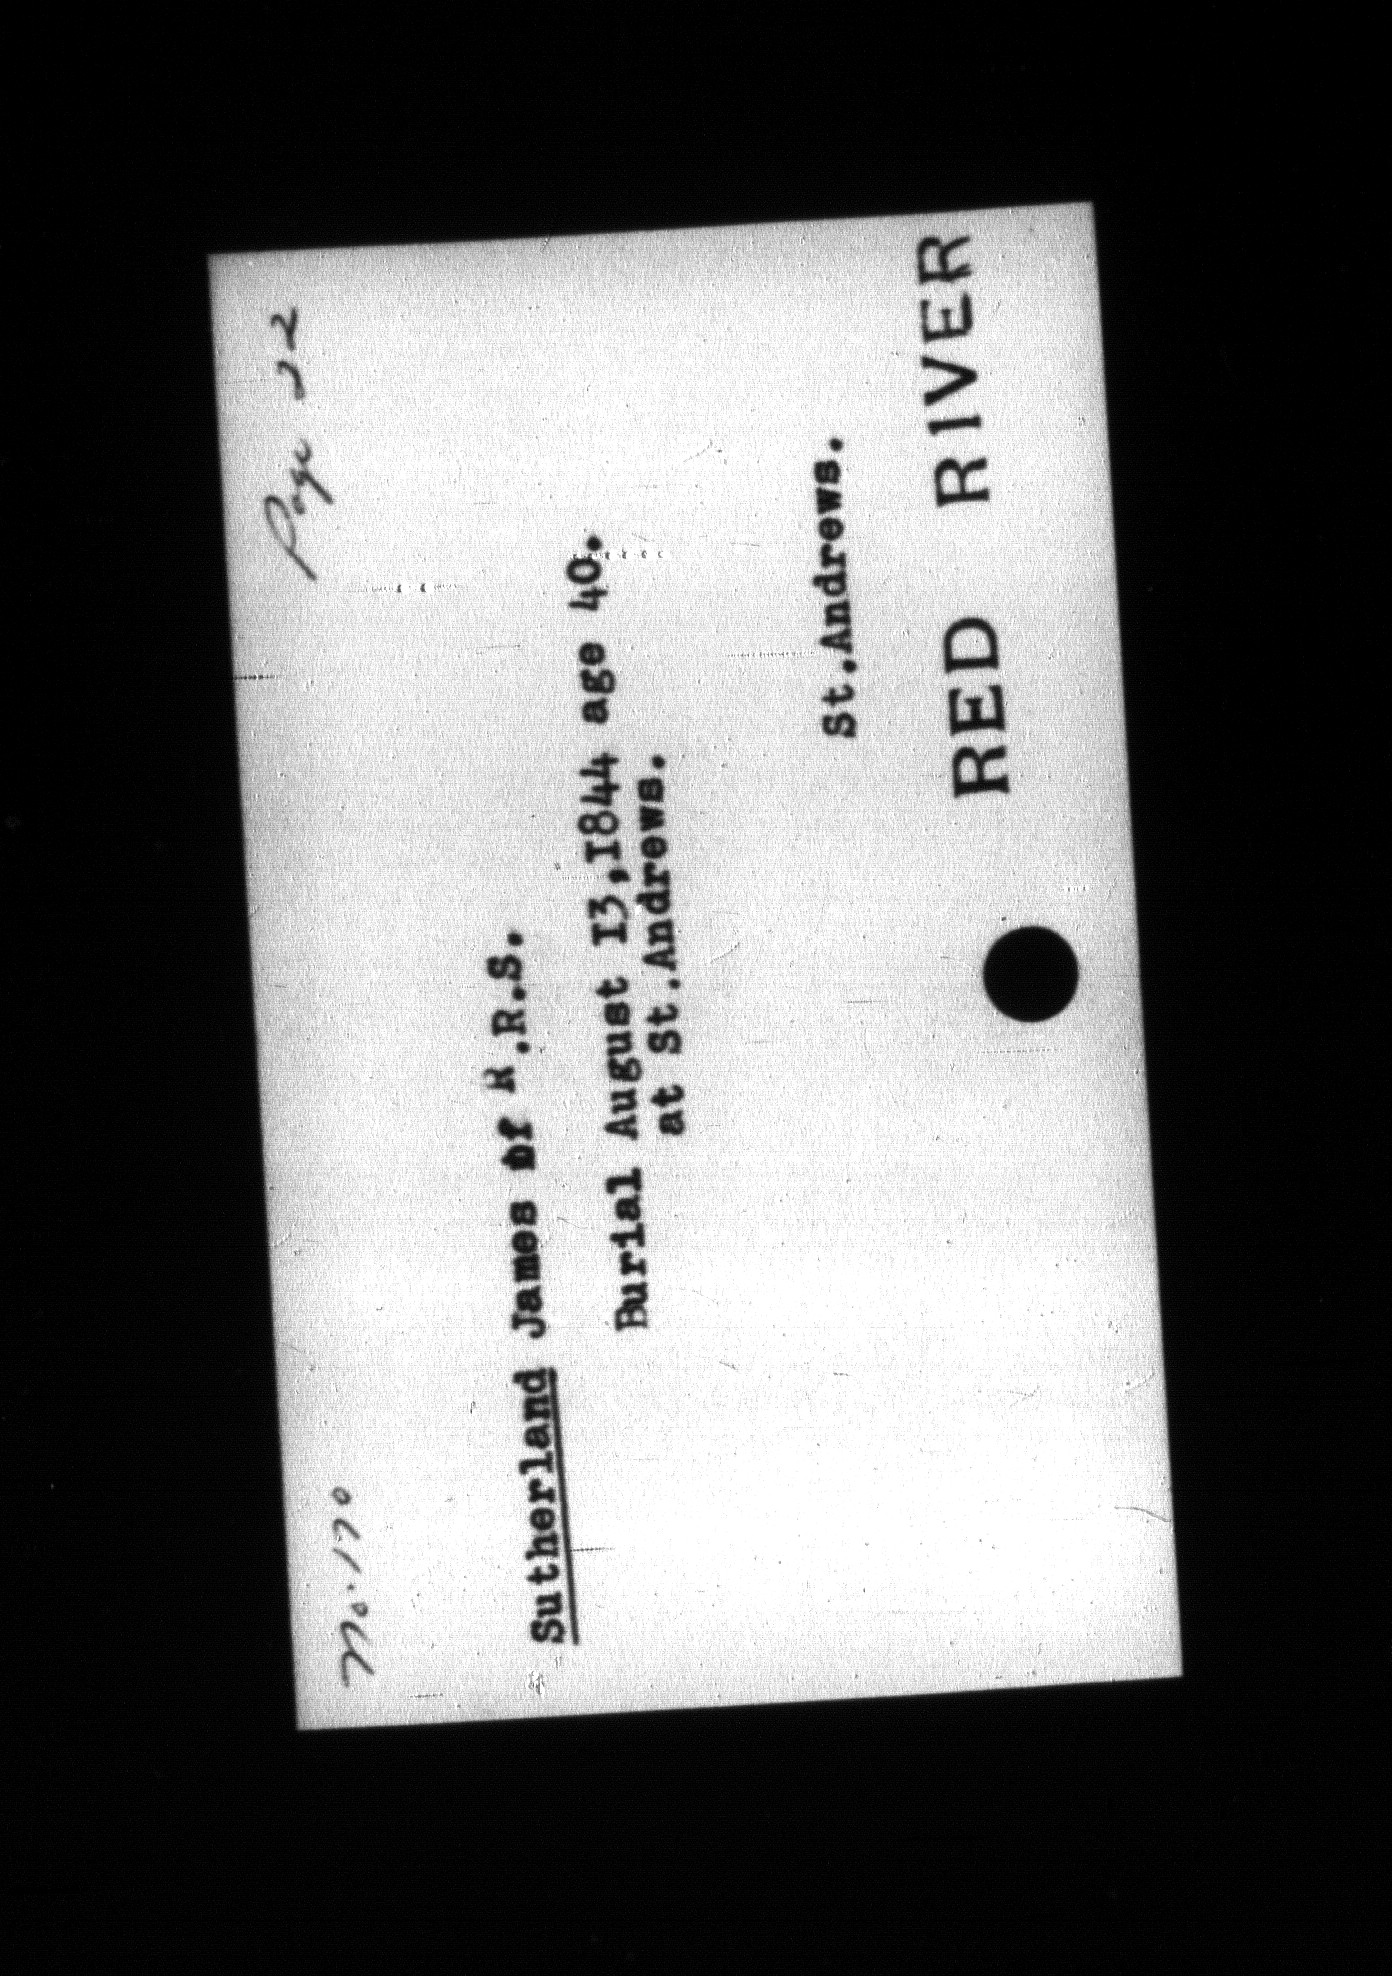 No. 170
Page 22
Sutherland James of R.R.S.
Burial August 13,1844 age 40.
at St.Andrews.
St.Andrews.
RED RIVER